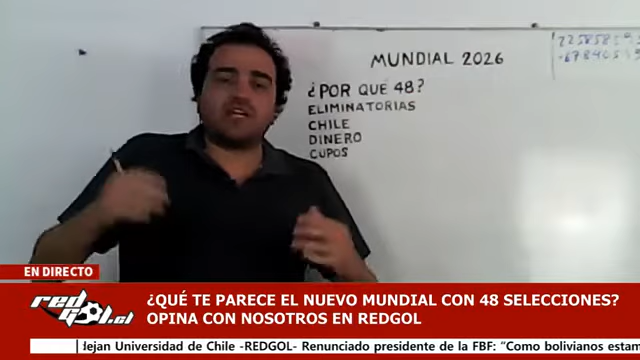 MUNDIAL 2026
¿POR QUÉ 48?
ELIMINATORIAS
CHILE
DINERO
CUPOS
EN DIRECTO
redgol.cl
¿QUÉ TE PARECE EL NUEVO MUNDIAL CON 48 SELECCIONES?
OPINA CON NOSOTROS EN REDGOL
lejan Universidad de Chile -REDGOL- Renunciado presidente de la FBF: "Como bolivianos estam